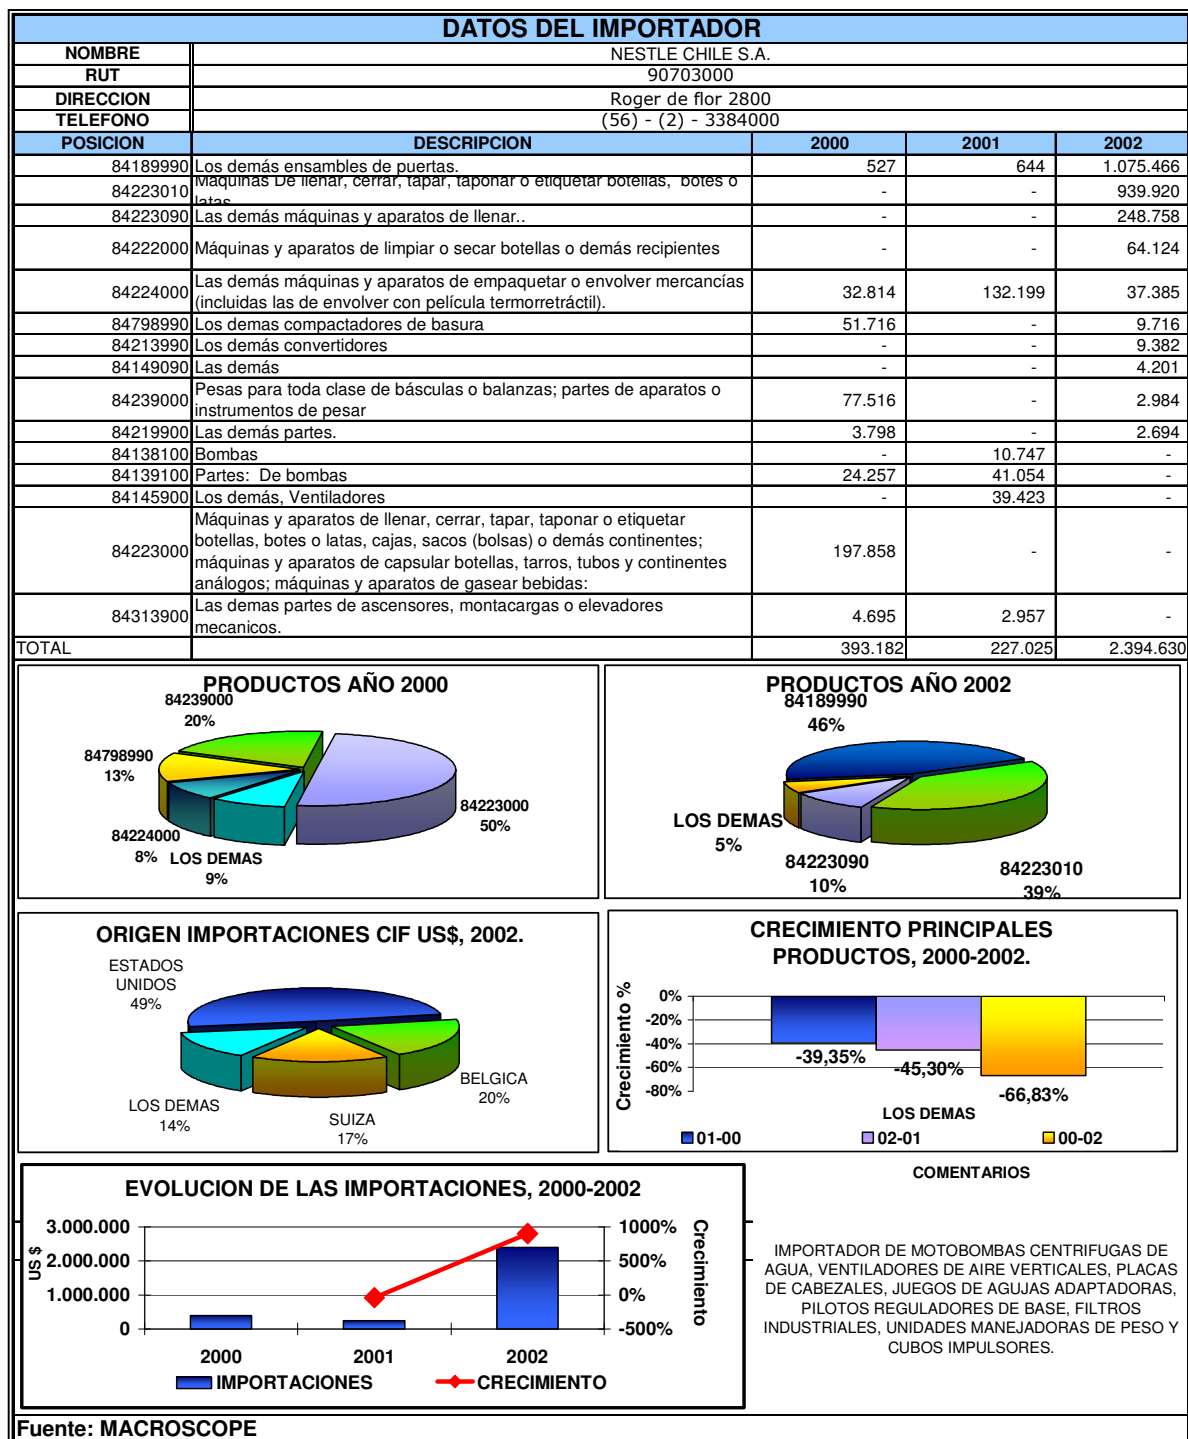 DATOS DEL IMPORTADOR
NOMBRE NESTLE CHILE S.A.
RUT 90703000
DIRECCION Roger de flor 2800
TELEFONO (56) - (2) - 3384000
POSICION DESCRIPCION 2000 2001 2002
84189990 Los demás ensambles de puertas. 527 644 1.075.466
84223010 Maquinas De llenar, cerrar, tapar, taponar o etiquetar botellas, botes o
latas - - 939.920
84223090 Las demás máquinas y aparatos de llenar.. - - 248.758
84222000 Máquinas y aparatos de limpiar o secar botellas o demás recipientes - - 64.124
84224000 Las demás máquinas y aparatos de empaquetar o envolver mercancías
(incluidas las de envolver con película termorretráctil). 32.814 132.199 37.385
84798990 Los demas compactadores de basura 51.716 - 9.716
84213990 Los demás convertidores - - 9.382
84149090 Las demás - - 4.201
84239000 Pesas para toda clase de básculas o balanzas; partes de aparatos o
instrumentos de pesar 77.516 - 2.984
84219900 Las demás partes. 3.798 - 2.694
84138100 Bombas - 10.747 -
84139100 Partes: De bombas 24.257 41.054 -
84145900 Los demás, Ventiladores - 39.423 -
84223000 Máquinas y aparatos de llenar, cerrar, tapar, taponar o etiquetar
botellas, botes o latas, cajas, sacos (bolsas) o demás continentes;
máquinas y aparatos de capsular botellas, tarros, tubos y continentes
análogos; máquinas y aparatos de gasear bebidas: 197.858 - -
84313900 Las demas partes de ascensores, montacargas o elevadores
mecanicos. 4.695 2.957 -
TOTAL 393.182 227.025 2.394.630
PRODUCTOS AÑO 2000
84239000
20%
84798990
13%
84223000
50%
84224000
8%
LOS DEMAS
9%
PRODUCTOS AÑO 2002
84189990
46%
LOS DEMAS
5%
84223090
10%
84223010
39%
ORIGEN IMPORTACIONES CIF US$, 2002.
ESTADOS
UNIDOS
49%
BELGICA
20%
LOS DEMAS
14%
SUIZA
17%
CRECIMIENTO PRINCIPALES
PRODUCTOS, 2000-2002.
Crecimiento %
0%
-20%
-40%
-60%
-80%
-39,35%
-45,30%
-66,83%
LOS DEMAS
01-00 02-01 00-02
EVOLUCION DE LAS IMPORTACIONES, 2000-2002
US $
3.000.000
2.000.000
1.000.000
0
1000%
500%
0%
-500%
Crecimiento
2000 2001 2002
IMPORTACIONES CRECIMIENTO
COMENTARIOS
IMPORTADOR DE MOTOBOMBAS CENTRIFUGAS DE
AGUA, VENTILADORES DE AIRE VERTICALES, PLACAS
DE CABEZALES, JUEGOS DE AGUJAS ADAPTADORAS,
PILOTOS REGULADORES DE BASE, FILTROS
INDUSTRIALES, UNIDADES MANEJADORAS DE PESO Y
CUBOS IMPULSORES.
Fuente: MACROSCOPE